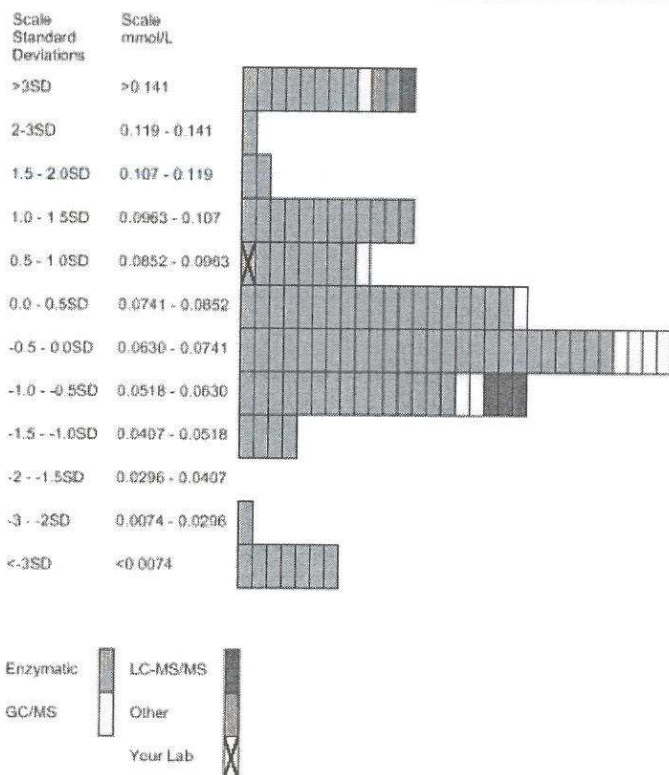 Scale Standard Deviations
Scale mmol/L
>3SD >0.141
2-3SD 0.119 - 0.141
1.5 - 2.0SD 0.107 - 0.119
1.0 - 1.5SD 0.0963 - 0.107
0.5 - 1.0SD 0.0852 - 0.0963
0.0 - 0.5SD 0.0741 - 0.0852
-0.5 - 0.0SD 0.0630 - 0.0741
-1.0 - -0.5SD 0.0518 - 0.0630
-1.5 - -1.0SD 0.0407 - 0.0518
-2 - -1.5SD 0.0296 - 0.0407
-3 - -2SD 0.0074 - 0.0296
<-3SD <0.0074
Enzymatic LC-MS/MS
GC/MS Other
Your Lab